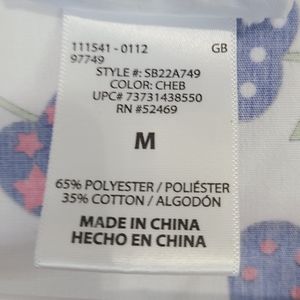 111541 - 0112 GB
97749
STYLE #: SB22A749
COLOR: CHEB
UPC# 73731438550
RN #52469
M
65% POLYESTER / POLIÉSTER
35% COTTON / ALGODÓN
MADE IN CHINA
HECHO EN CHINA